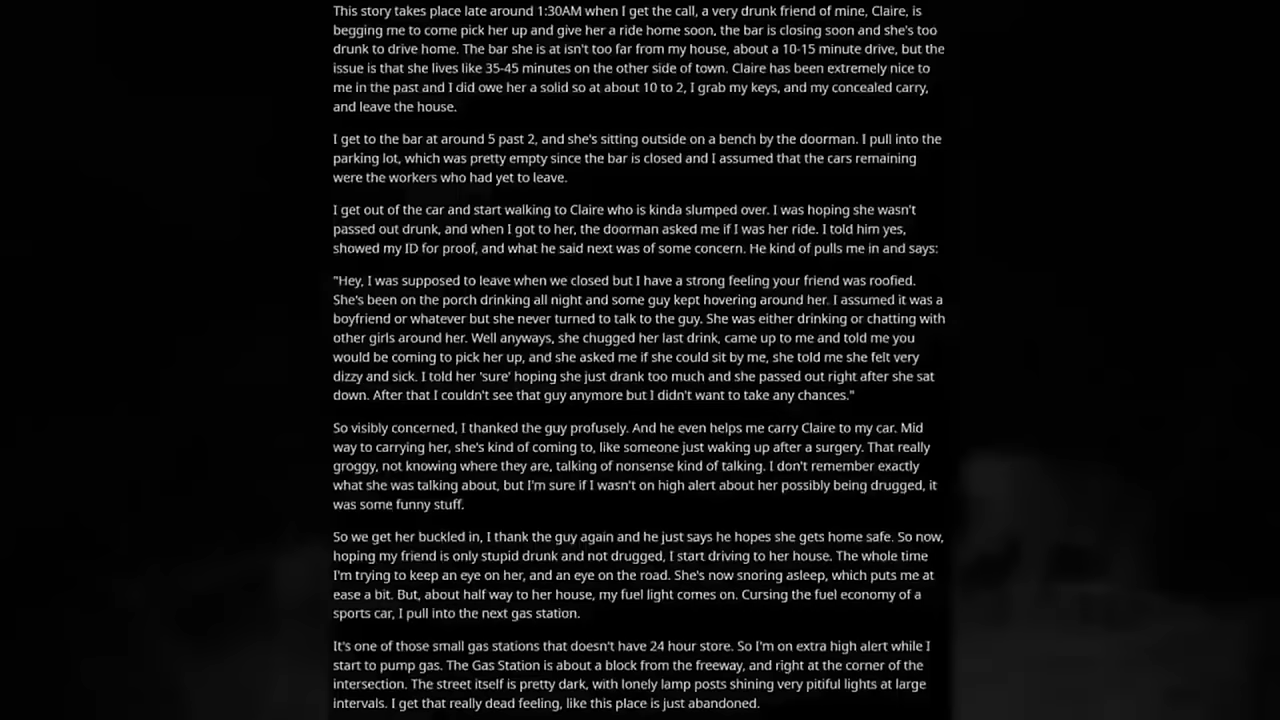 This story takes place late around 1:30AM when I get the call, a very drunk friend of mine, Claire, is
begging me to come pick her up and give her a ride home soon, the bar is closing soon and she's too
drunk to drive home. The bar she is at isn't too far from my house, about a 10-15 minute drive, but the
issue is that she lives like 35-45 minutes on the other side of town. Claire has been extremely nice to
me in the past and I did owe her a solid so at about 10 to 2, I grab my keys, and my concealed carry,
and leave the house.
I get to the bar at around 5 past 2, and she's sitting outside on a bench by the doorman. I pull into the
parking lot, which was pretty empty since the bar is closed and I assumed that the cars remaining
were the workers who had yet to leave.
I get out of the car and start walking to Claire who is kinda slumped over. I was hoping she wasn't
passed out drunk, and when I got to her, the doorman asked me if I was her ride. I told him yes,
showed my ID for proof, and what he said next was of some concern. He kind of pulls me in and says:
"Hey, I was supposed to leave when we closed but I have a strong feeling your friend was roofied.
She's been on the porch drinking all night and some guy kept hovering around her. I assumed it was a
boyfriend or whatever but she never turned to talk to the guy. She was either drinking or chatting with
other girls around her. Well anyways, she chugged her last drink, came up to me and told me you
would be coming to pick her up, and she asked me if she could sit by me, she told me she felt very
dizzy and sick. I told her 'sure' hoping she just drank too much and she passed out right after she sat
down. After that I couldn't see that guy anymore but I didn't want to take any chances."
So visibly concerned, I thanked the guy profusely. And he even helps me carry Claire to my car. Mid
way to carrying her, she's kind of coming to, like someone just waking up after a surgery. That really
groggy, not knowing where they are, talking of nonsense kind of talking. I don't remember exactly
what she was talking about, but I'm sure if I wasn't on high alert about her possibly being drugged, it
was some funny stuff.
So we get her buckled in, I thank the guy again and he just says he hopes she gets home safe. So now,
hoping my friend is only stupid drunk and not drugged, I start driving to her house. The whole time
I'm trying to keep an eye on her, and an eye on the road. She's now snoring asleep, which puts me at
ease a bit. But, about half way to her house, my fuel light comes on. Cursing the fuel economy of a
sports car, I pull into the next gas station.
It's one of those small gas stations that doesn't have 24 hour store. So I'm on extra high alert while I
start to pump gas. The Gas Station is about a block from the freeway, and right at the corner of the
intersection. The street itself is pretty dark, with lonely lamp posts shining very pitiful lights at large
intervals. I get that really dead feeling, like this place is just abandoned.